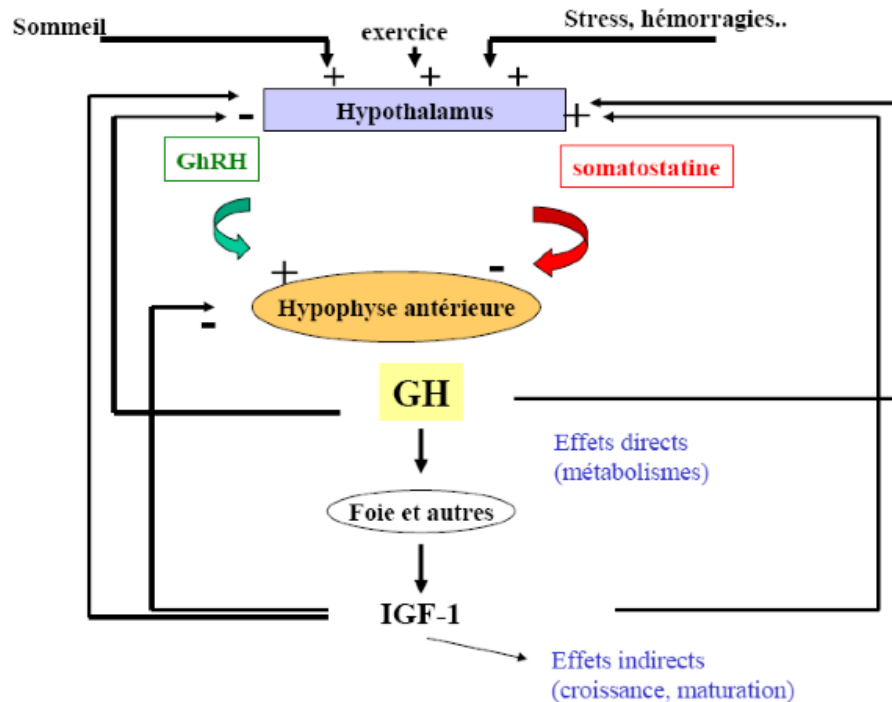 Sommeil
exercice
Stress, hémorragies..
+ + +
- Hypothalamus +
GhRH
somatostatine
+ -
Hypophyse antérieure
-
GH
Effets directs
(métabolismes)
Foie et autres
IGF-1
Effets indirects
(croissance, maturation)